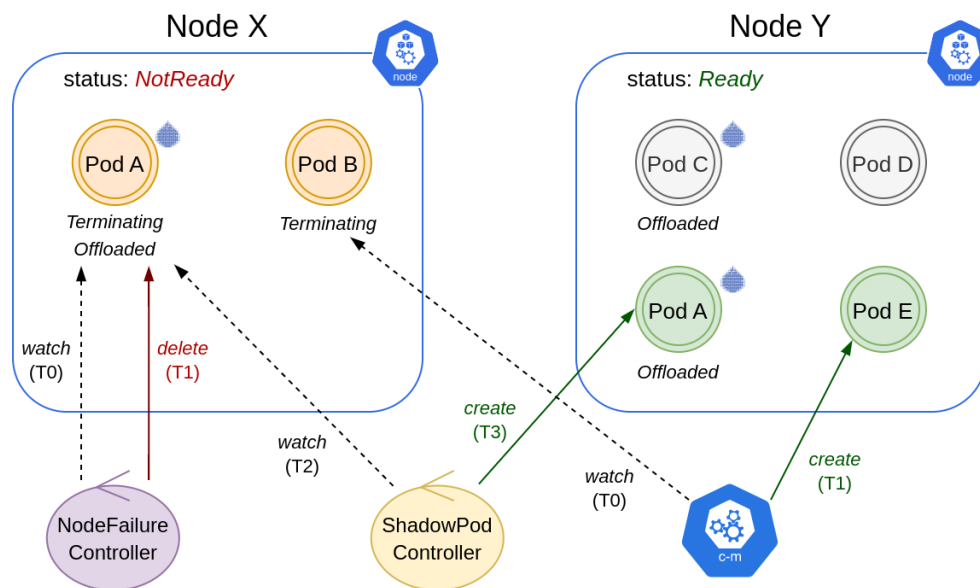 Node X
Node Y
node
node
status: NotReady
status: Ready
Pod A
Pod B
Pod C
Pod D
Terminating
Offloaded
Terminating
Offloaded
Pod A
Pod E
Offloaded
watch
(T0)
delete
(T1)
watch
(T2)
create
(T3)
watch
(T0)
create
(T1)
NodeFailure
Controller
ShadowPod
Controller
c-m